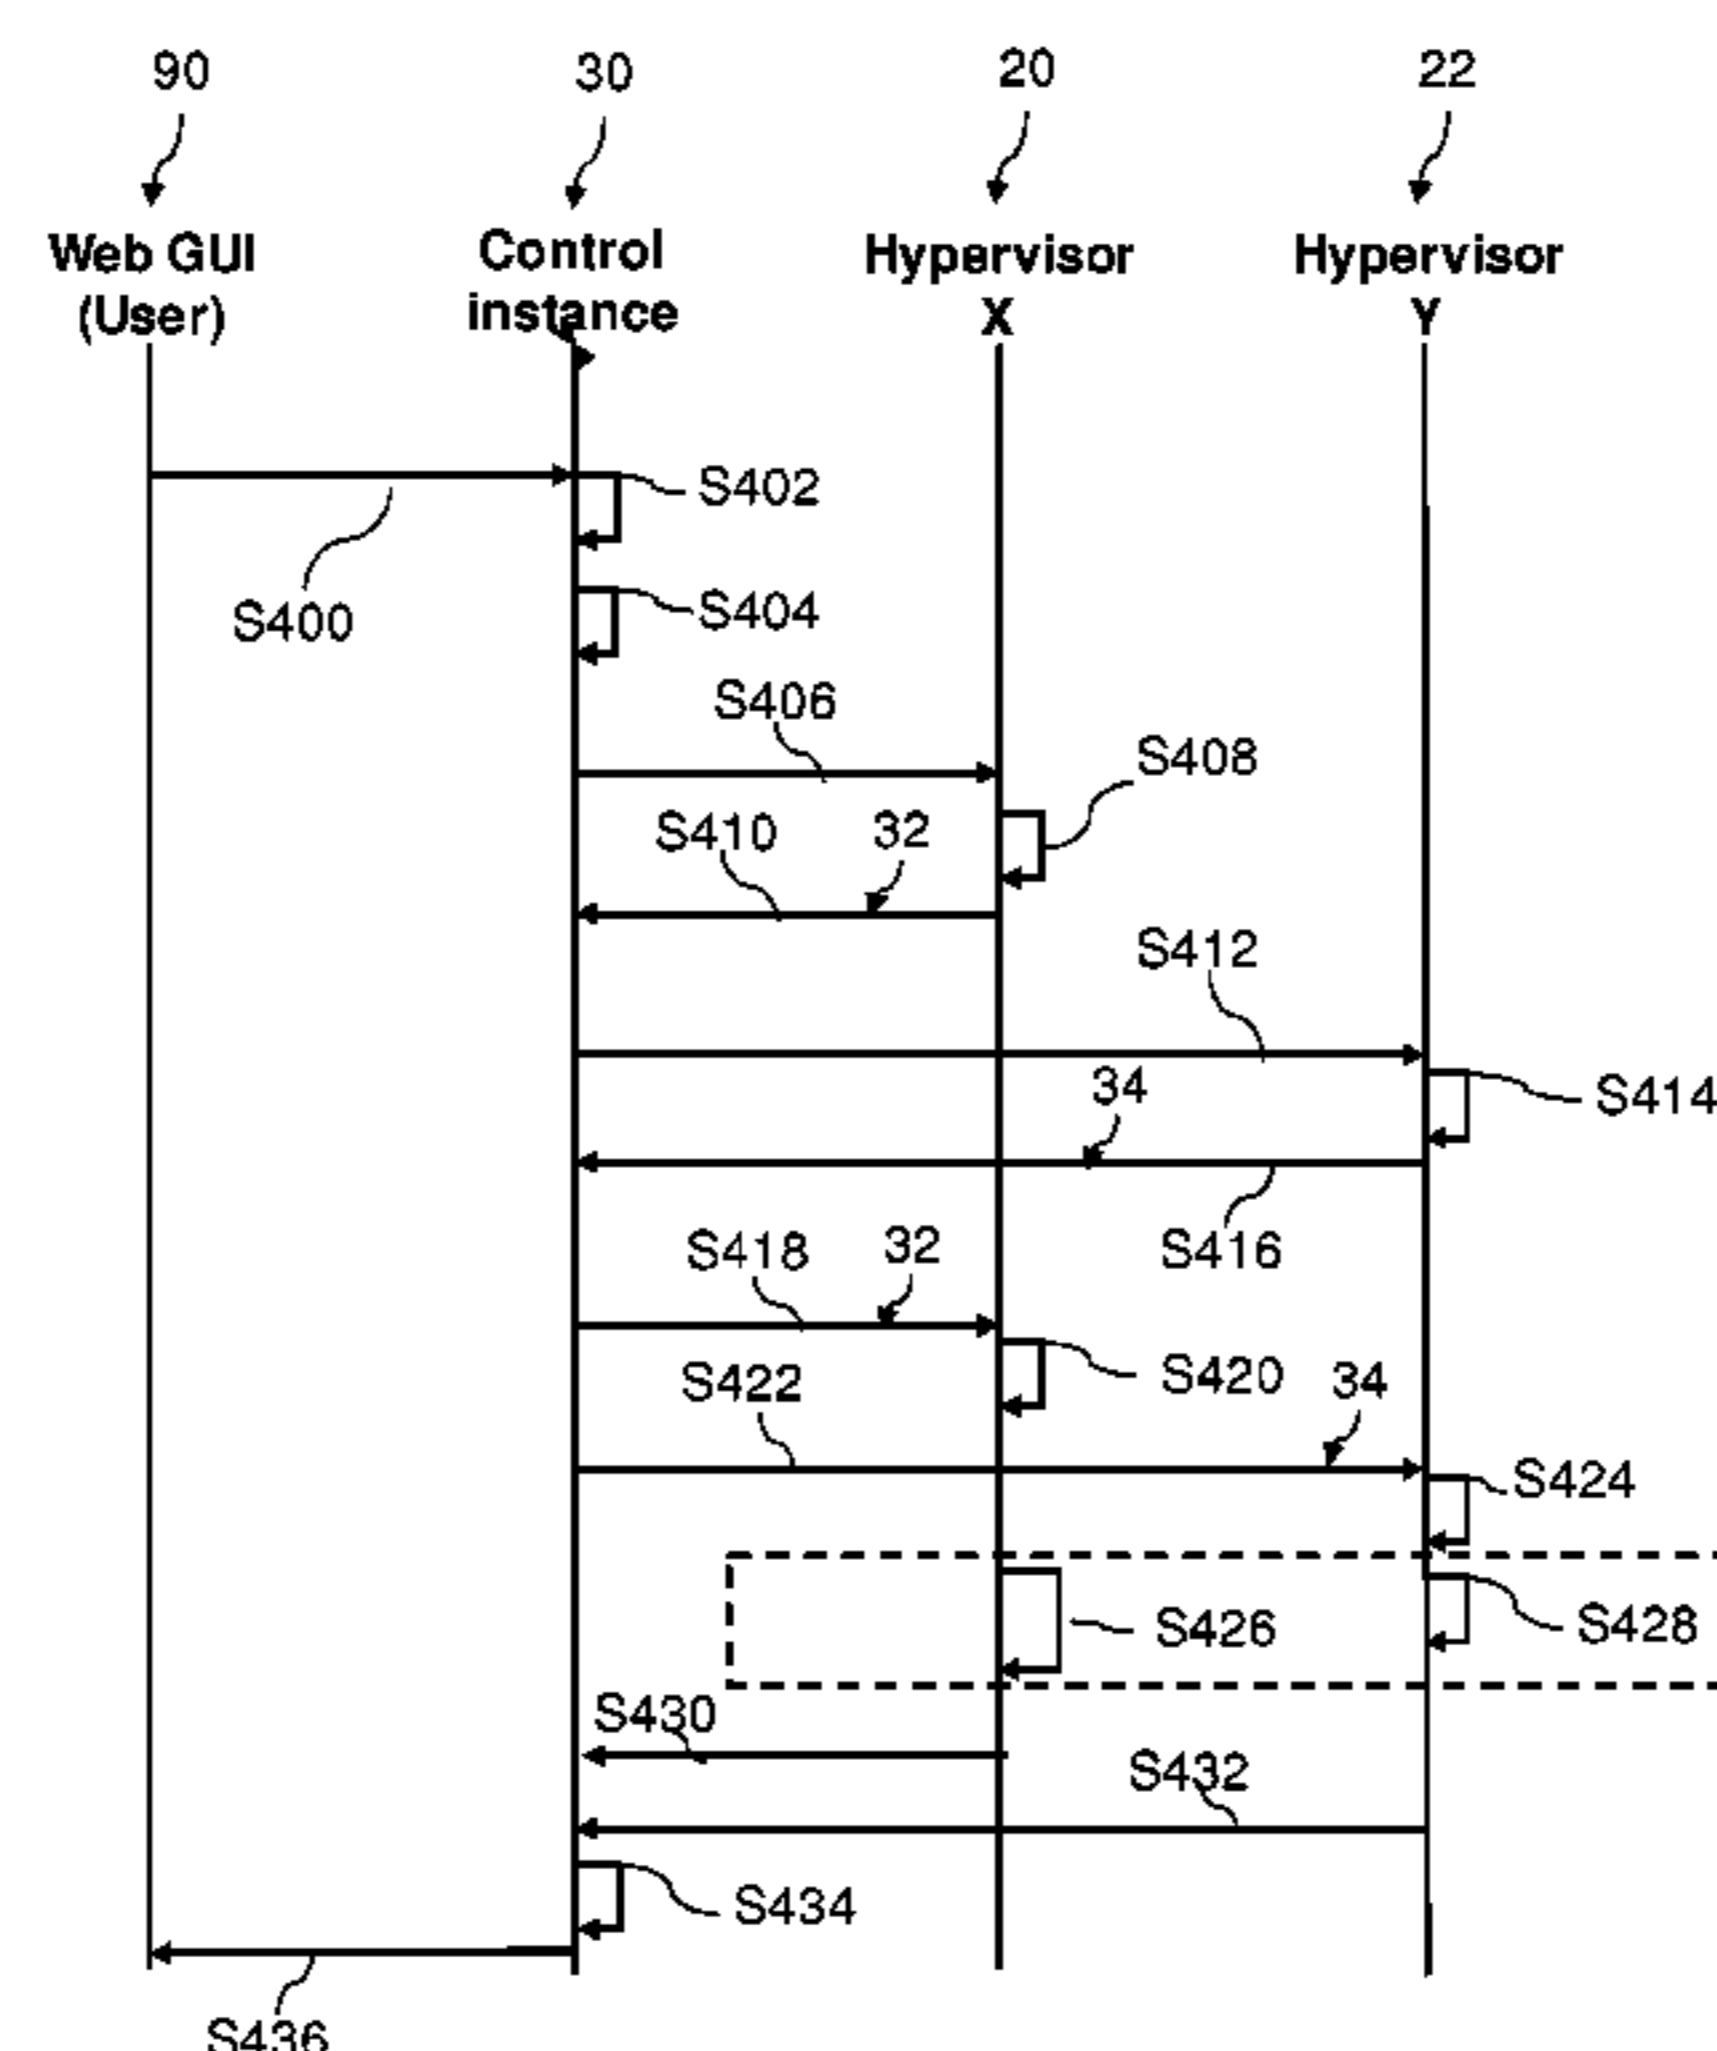 90
30
20
22
Web GUI
(User)
Control
instance
Hypervisor
X
Hypervisor
Y
S402
S400
S404
S406
S408
S410
32
S412
34
S414
S416
S418
32
S420
S422
34
S424
S426
S428
S430
S432
S434
S436